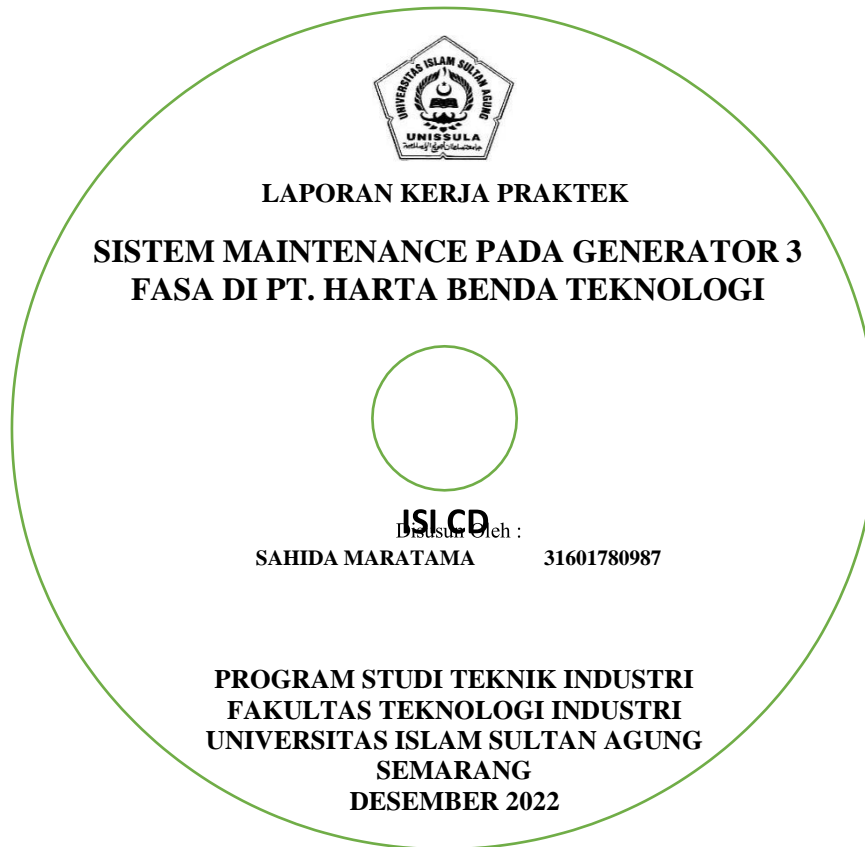 UNIVERSITAS ISLAM SULTAN AGUNG
UNISSULA
LAPORAN KERJA PRAKTEK
SISTEM MAINTENANCE PADA GENERATOR 3
FASA DI PT. HARTA BENDA TEKNOLOGI
ISI CD
Disusun Oleh :
SAHIDA MARATAMA 31601780987
PROGRAM STUDI TEKNIK INDUSTRI
FAKULTAS TEKNOLOGI INDUSTRI
UNIVERSITAS ISLAM SULTAN AGUNG
SEMARANG
DESEMBER 2022